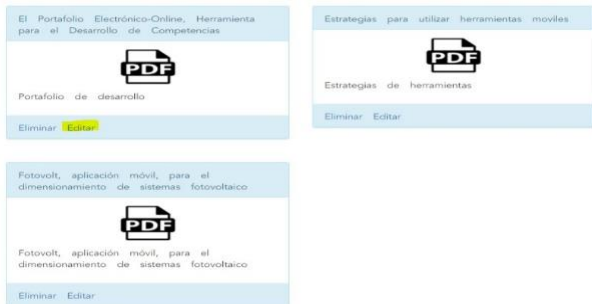 El Portafolio Electrónico-Online, Herramienta
para el Desarrollo de Competencias
PDF
Portafolio de desarrollo
Eliminar Editar
Estrategias para utilizar herramientas moviles
PDF
Estrategias de herramientas
Eliminar Editar
Fotovolt, aplicación móvil, para el
dimensionamiento de sistemas fotovoltaico
PDF
Fotovolt, aplicación móvil, para el
dimensionamiento de sistemas fotovoltaico
Eliminar Editar